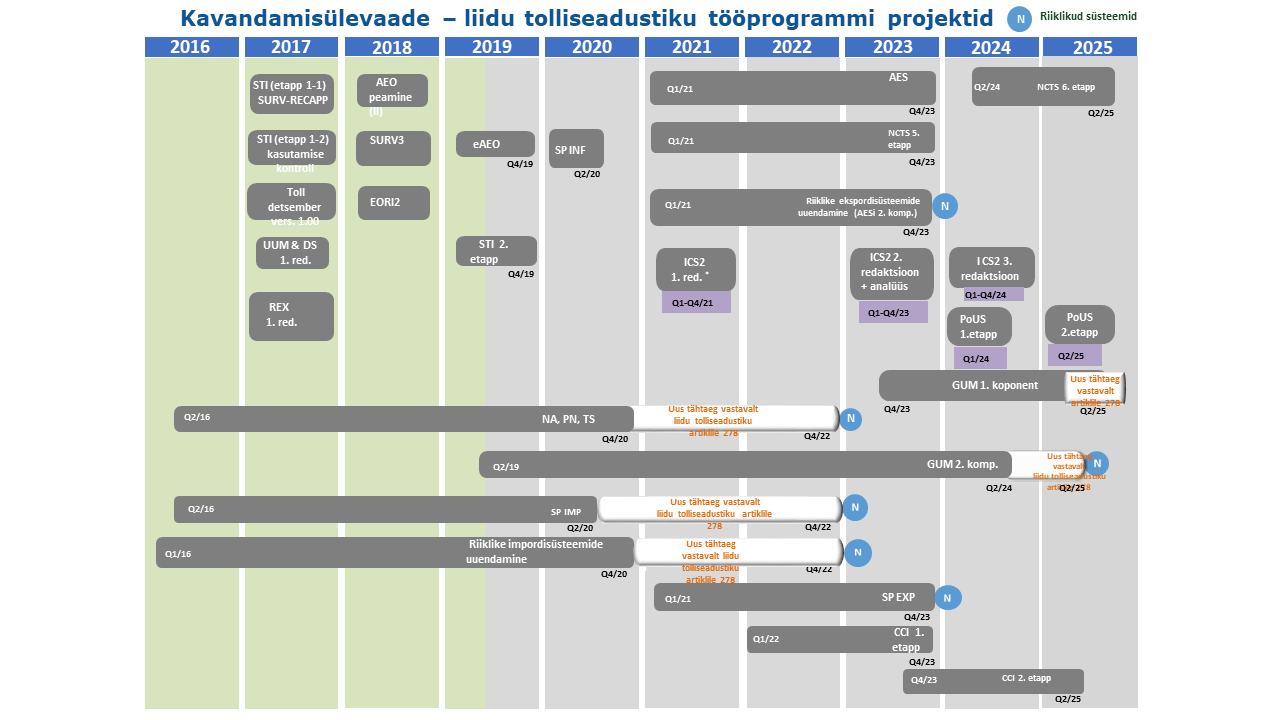 Kavandamisülevaade – liidu tolliseadustiku tööprogrammi projektid
N
Riiklikud süsteemid
2016
2017
2018
2019
2020
2021
2022
2023
2024
2025
STI (etapp 1-1)
SURV-RECAPP
AEO
peamine
(II)
Q1/21
AES
Q4/23
Q2/24
NCTS 6. etapp
Q2/25
STI (etapp 1-2)
kasutamise
kontroll
SURV3
eAEO
Q4/19
SP INF
Q2/20
Q1/21
NCTS 5.
etapp
Q4/23
Toll
detsember
vers. 1.00
EORI2
Q1/21
Riiklike ekspordisüsteemide
uuendamine (AESi 2. komp.)
N
Q4/23
UUM & DS
1. red.
STI 2.
etapp
Q4/19
ICS2
1. red. *
Q1-Q4/21
ICS2 2.
redaktsioon
+ analüüs
Q1-Q4/23
I CS2 3.
redaktsioon
Q1-Q4/24
REX
1. red.
PoUS
1.etapp
Q1/24
PoUS
2.etapp
Q2/25
GUM 1. koponent
Q4/23
Uus tähtaeg
vastavalt
artiklile 278
Q2/25
Q2/16
NA, PN, TS
Q4/20
Uus tähtaeg vastavalt
liidu tolliseadustiku
artiklile 278
Q4/22
N
Q2/19
GUM 2. komp.
Q2/24
Uus tähtaeg
vastavalt
liidu tolliseadustiku
artiklile 278
Q2/25
N
Q2/16
SP IMP
Q2/20
Uus tähtaeg vastavalt
liidu tolliseadustiku artiklile
278
Q4/22
N
Q1/16
Riiklike impordisüsteemide
uuendamine
Q4/20
Uus tähtaeg
vastavalt liidu
tolliseadustiku
artiklile 278
Q4/22
N
Q1/21
SP EXP
Q4/23
N
Q1/22
CCI 1.
etapp
Q4/23
Q4/23
CCI 2. etapp
Q2/25